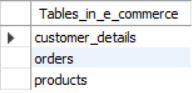 Tables_in_e_commerce
customer_details
orders
products